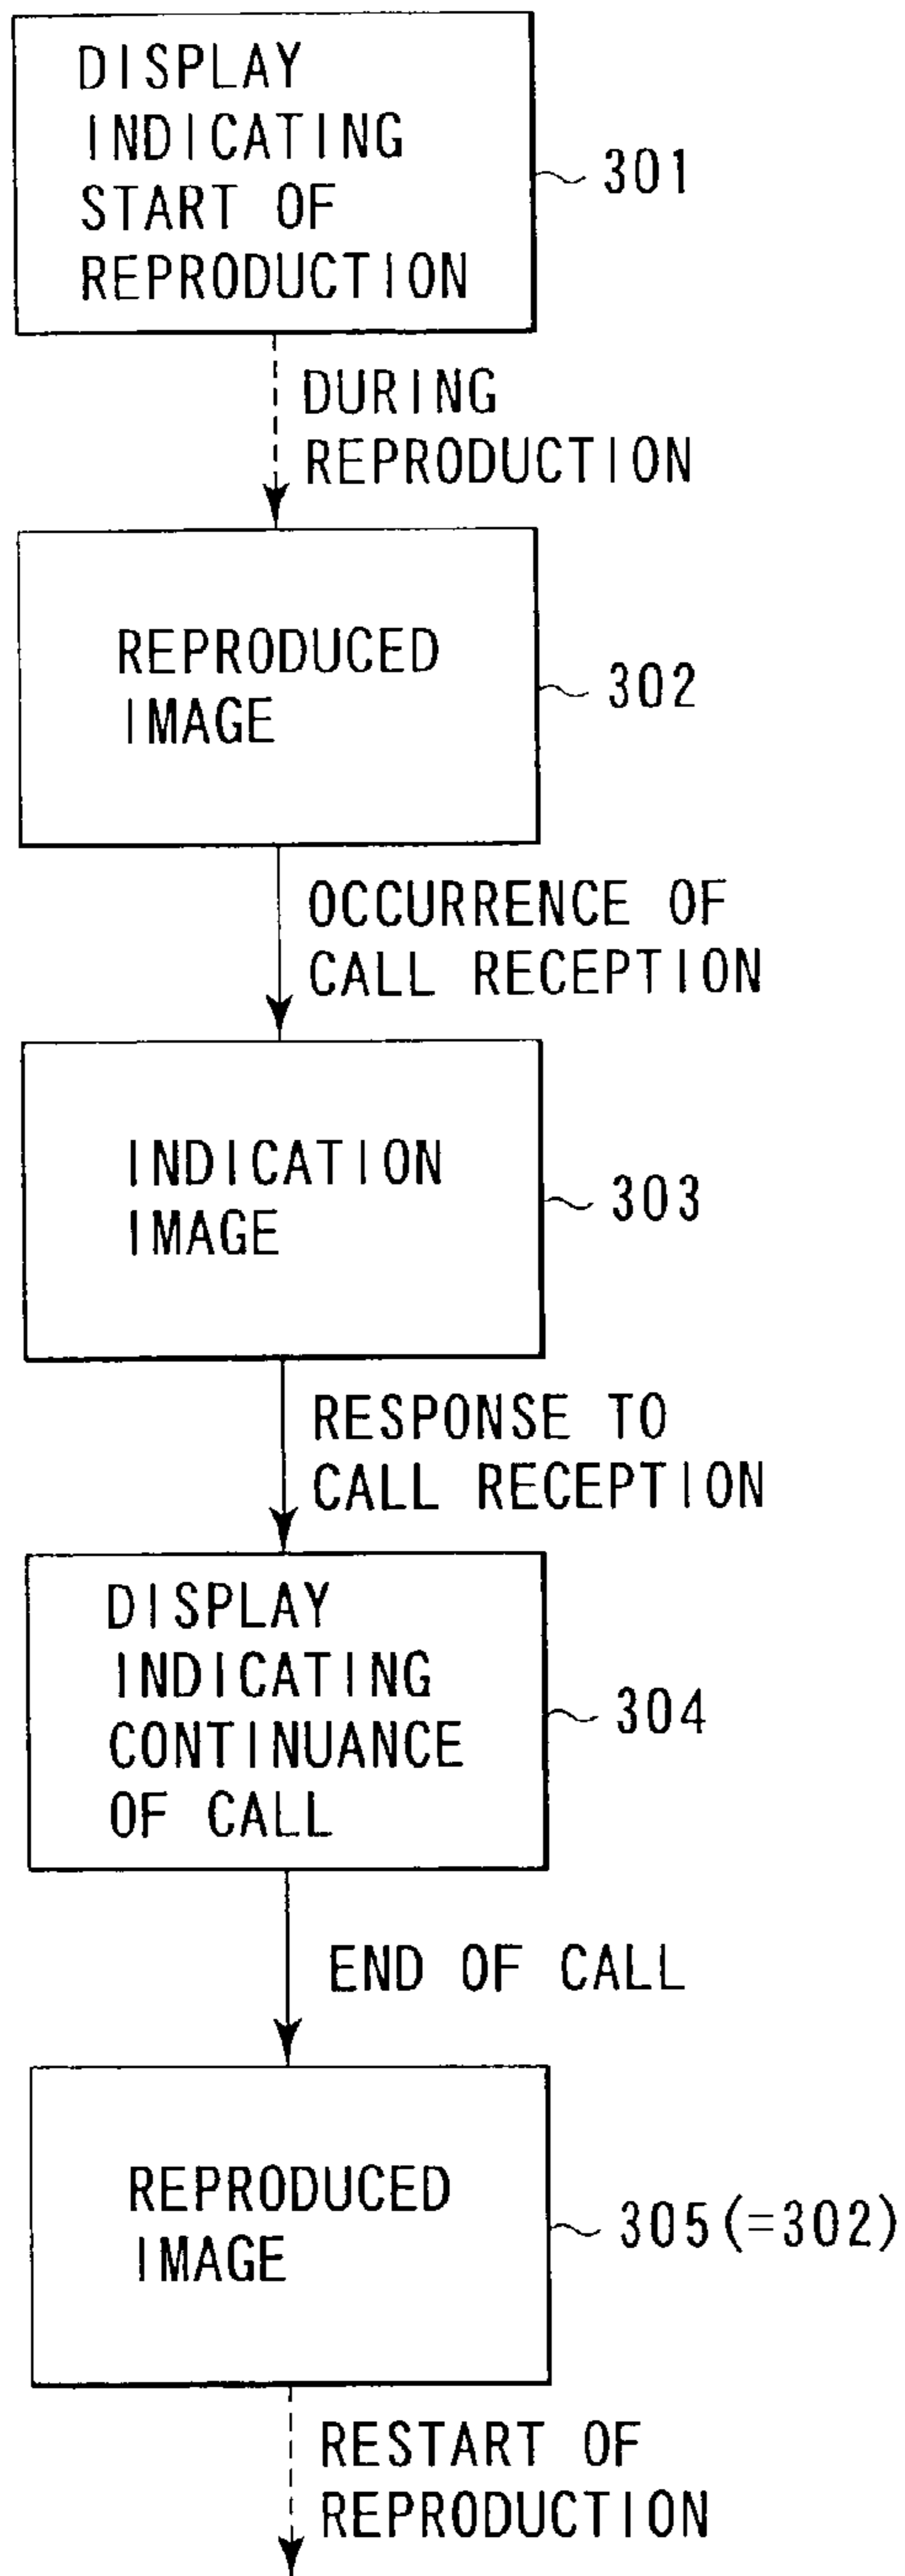 DISPLAY
INDICATING
START OF
REPRODUCTION
301
DURING
REPRODUCTION
REPRODUCED
IMAGE
302
OCCURRENCE OF
CALL RECEPTION
INDICATION
IMAGE
303
RESPONSE TO
CALL RECEPTION
DISPLAY
INDICATING
CONTINUANCE
OF CALL
304
END OF CALL
REPRODUCED
IMAGE
305(=302)
RESTART OF
REPRODUCTION